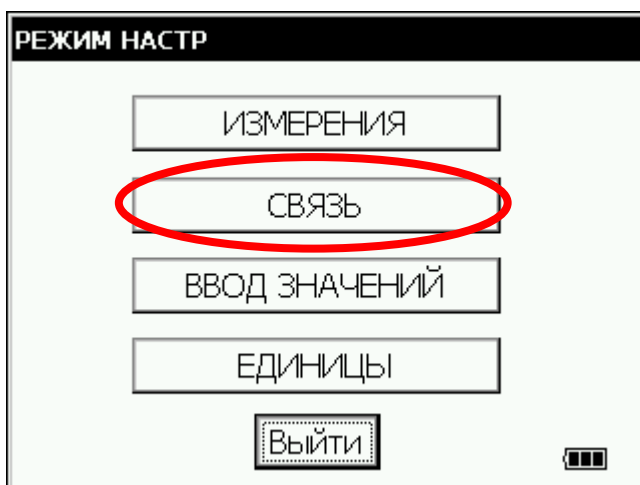 РЕЖИМ НАСТР
ИЗМЕРЕНИЯ
СВЯЗЬ
ВВОД ЗНАЧЕНИЙ
ЕДИНИЦЫ
Выйти